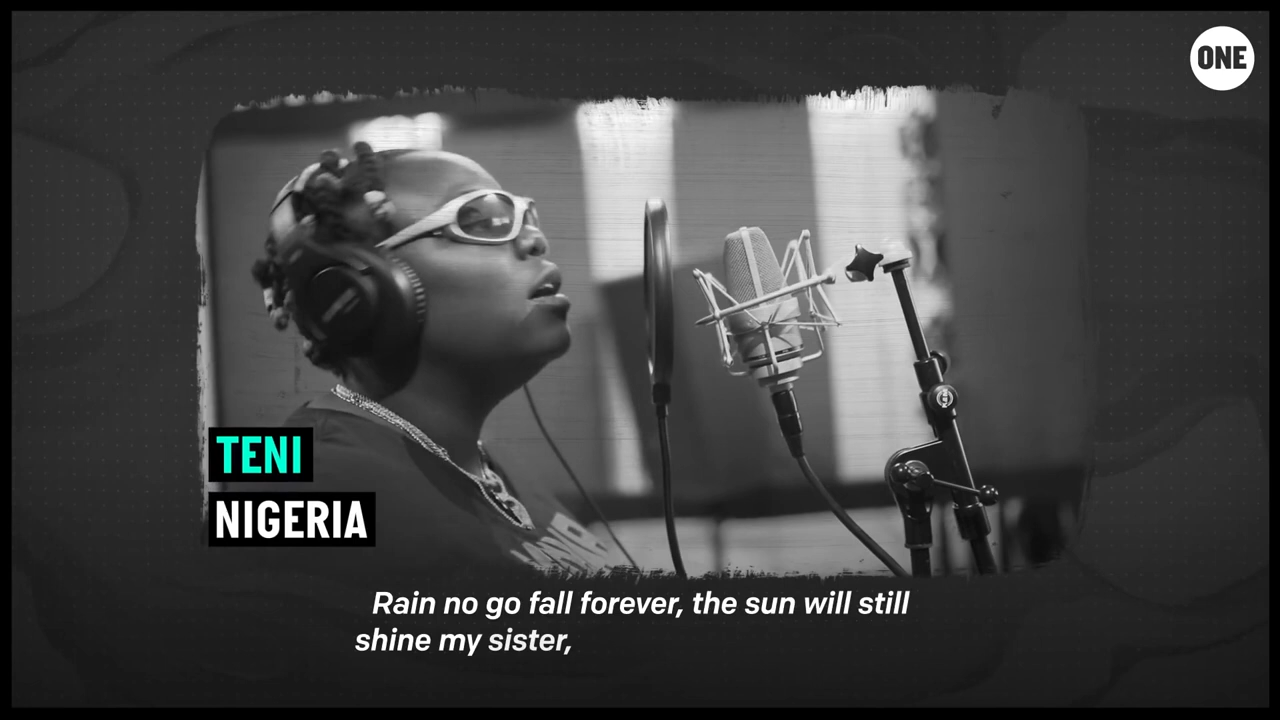 ONE
TENI
NIGERIA
Rain no go fall forever, the sun will still
shine my sister,